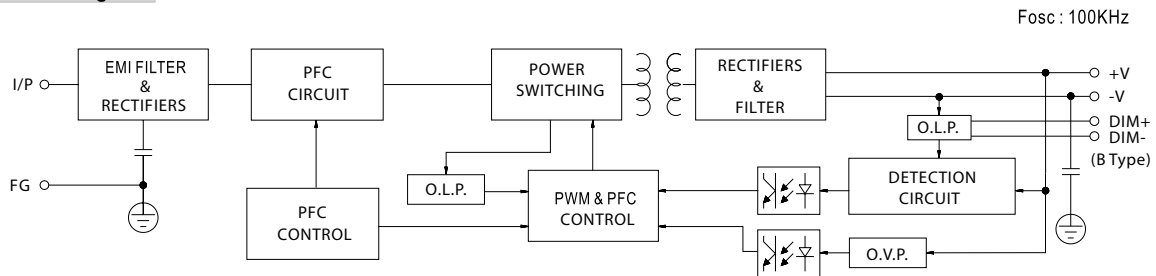 Fosc : 100KHz
I/P
EMI FILTER
&
RECTIFIERS
PFC
CIRCUIT
POWER
SWITCHING
RECTIFIERS
&
FILTER
+V
-V
O.L.P.
DIM+
DIM-
(B Type)
FG
PFC
CONTROL
O.L.P.
PWM & PFC
CONTROL
DETECTION
CIRCUIT
O.V.P.